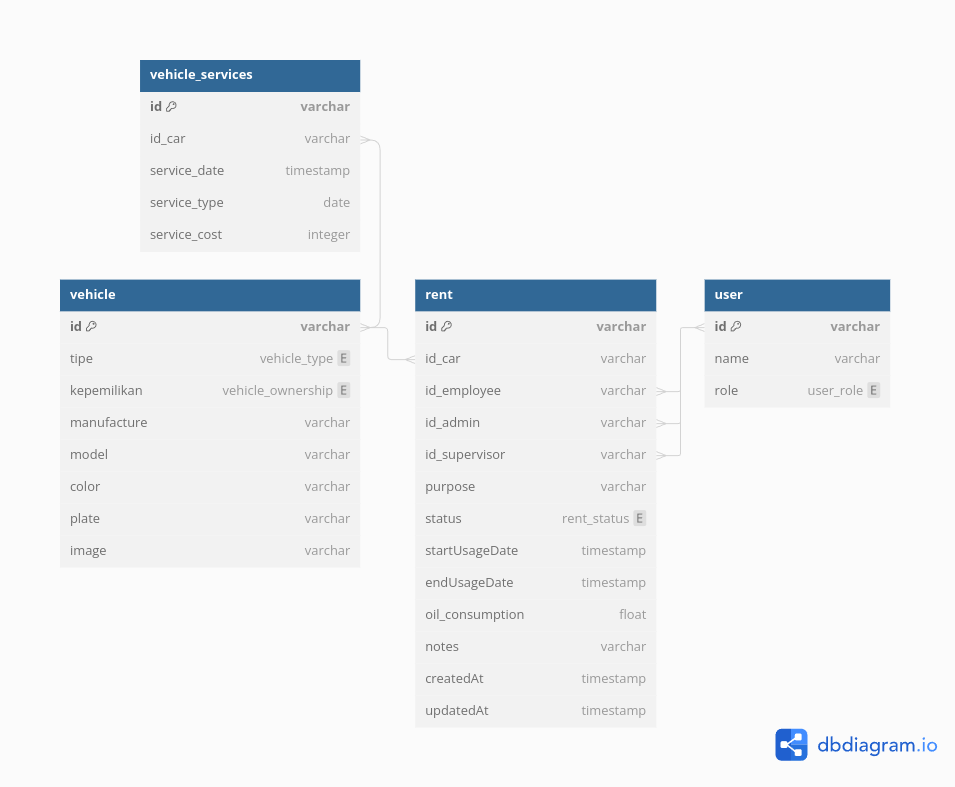 vehicle_services
id varchar
id_car varchar
service_date timestamp
service_type date
service_cost integer
vehicle
id varchar
tipe vehicle_type E
kepemilikan vehicle_ownership E
manufacture varchar
model varchar
color varchar
plate varchar
image varchar
rent
id varchar
id_car varchar
id_employee varchar
id_admin varchar
id_supervisor varchar
purpose varchar
status rent_status E
startUsageDate timestamp
endUsageDate timestamp
oil_consumption float
notes varchar
createdAt timestamp
updatedAt timestamp
user
id varchar
name varchar
role user_role E
dbdiagram.io